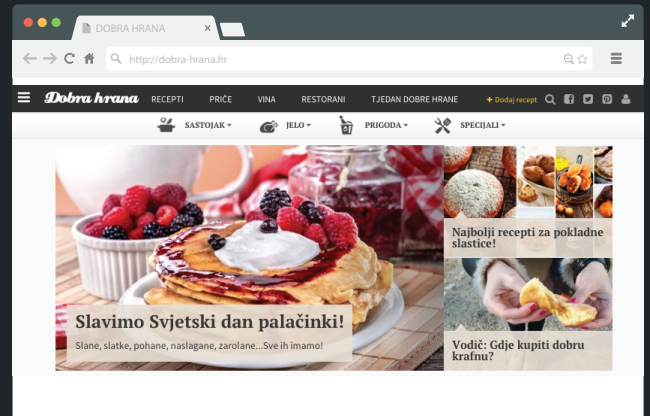 DOBRA HRANA
http://dobra-hrana.hr
Dobra hrana RECEPTI PRIČE VINA RESTORANI TJEDAN DOBRE HRANE + Dodaj recept
SASTOJAK JELO PRIGODA SPECIJALI
Slavimo Svjetski dan palačinki!
Slane, slatke, pohane, naslagane, zarolane...Sve ih imamo!
Najbolji recepti za pokladne
slastice!
Vodič: Gdje kupiti dobru
krafnu?